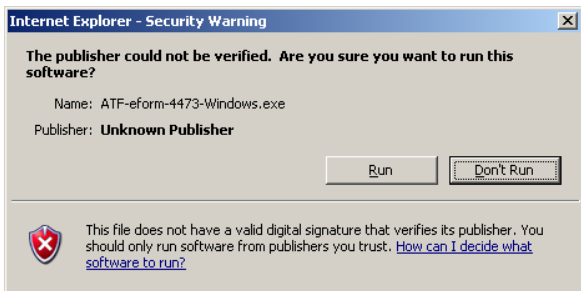 Internet Explorer - Security Warning
The publisher could not be verified. Are you sure you want to run this
software?
Name: ATF-eform-4473-Windows.exe
Publisher: Unknown Publisher
Run
Don't Run
This file does not have a valid digital signature that verifies its publisher. You
should only run software from publishers you trust. How can I decide what
software to run?